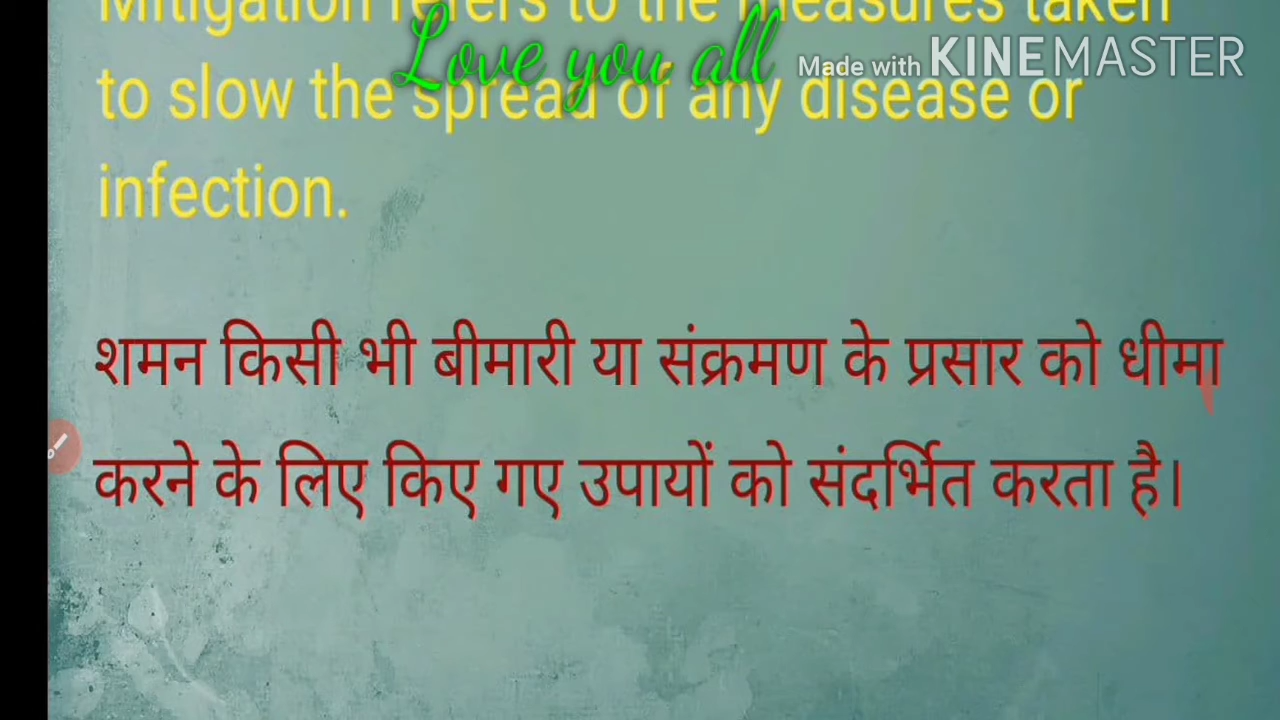 Mitigation refers to the measures taken
Love you all
Made with KINEMASTER
to slow the spread of any disease or
infection.
शमन किसी भी बीमारी या संक्रमण के प्रसार को धीमा
करने के लिए किए गए उपायों को संदर्भित करता है।